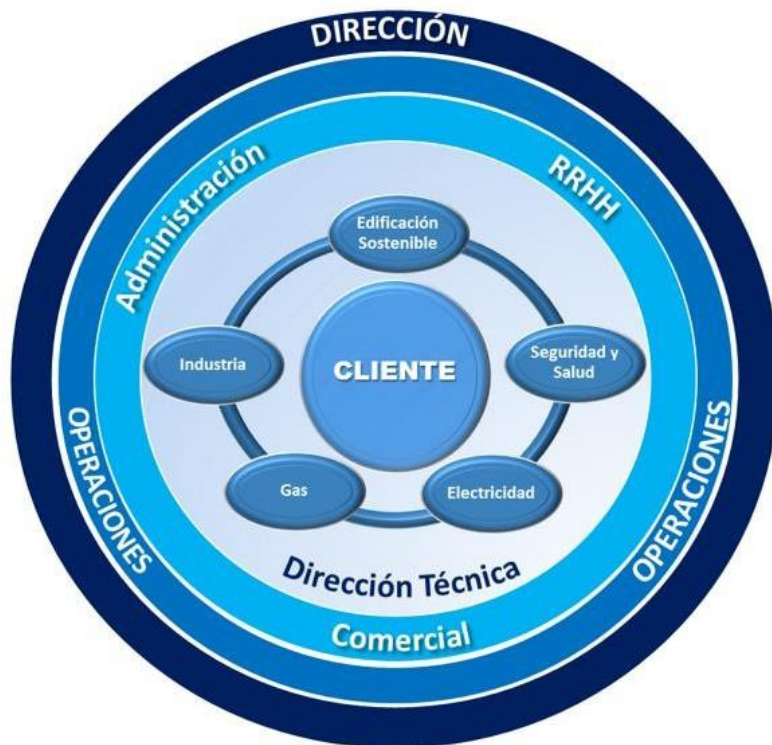 DIRECCIÓN
Administración
RRHH
Edificación
Sostenible
Industria
CLIENTE
Seguridad y
Salud
Gas
Electricidad
OPERACIONES
OPERACIONES
Dirección Técnica
Comercial